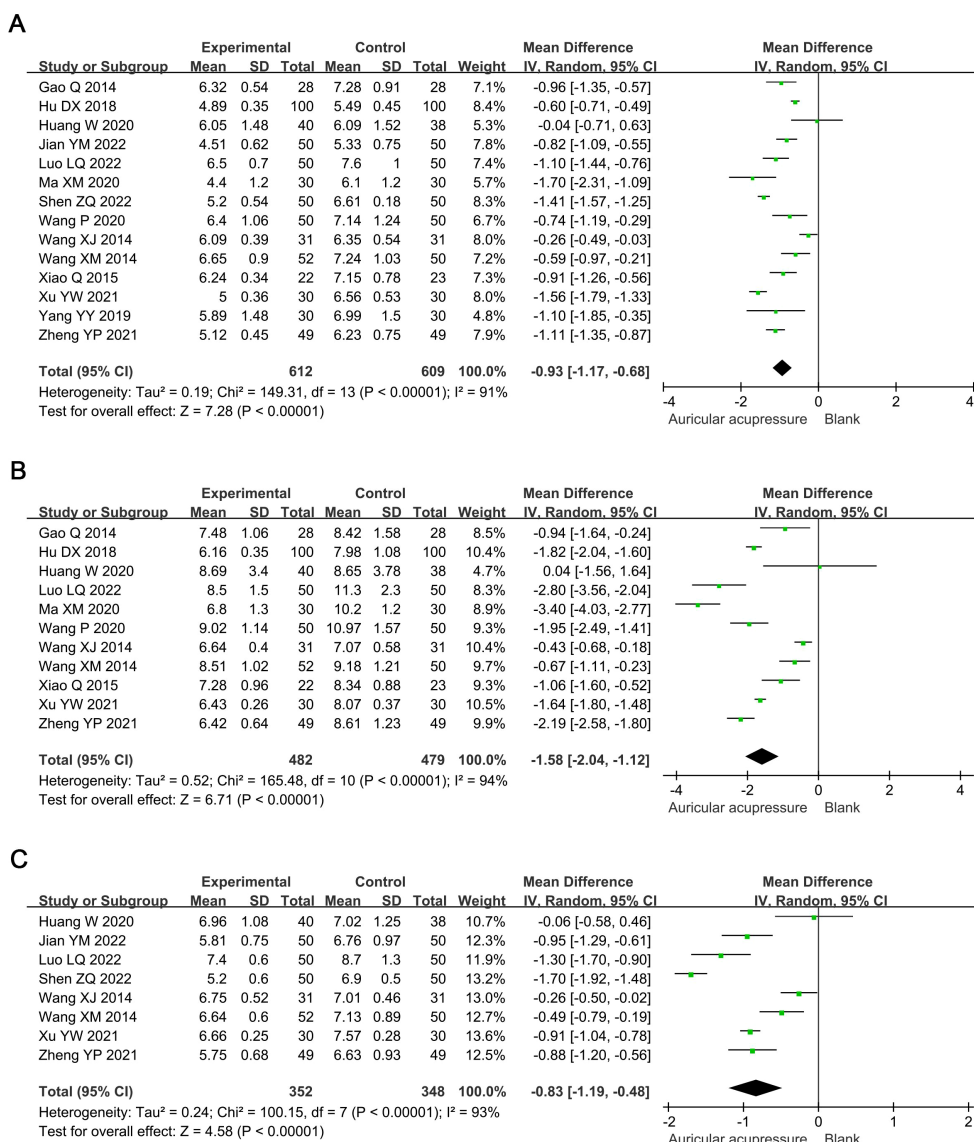 A
Experimental Control Mean Difference Mean Difference
Study or Subgroup Mean SD Total Mean SD Total Weight IV, Random, 95% CI IV, Random, 95% CI
Gao Q 2014 6.32 0.54 28 7.28 0.91 28 7.1% -0.96 [-1.35, -0.57]
Hu DX 2018 4.89 0.35 100 5.49 0.45 100 8.4% -0.60 [-0.71, -0.49]
Huang W 2020 6.05 1.48 40 6.09 1.52 38 5.3% -0.04 [-0.71, 0.63]
Jian YM 2022 4.51 0.62 50 5.33 0.75 50 7.8% -0.82 [-1.09, -0.55]
Luo LQ 2022 6.5 0.7 50 7.6 1 50 7.4% -1.10 [-1.44, -0.76]
Ma XM 2020 4.4 1.2 30 6.1 1.2 30 5.7% -1.70 [-2.31, -1.09]
Shen ZQ 2022 5.2 0.54 50 6.61 0.18 50 8.2% -1.41 [-1.57, -1.25]
Wang P 2020 6.4 1.06 50 7.14 1.24 50 6.7% -0.74 [-1.19, -0.29]
Wang XJ 2014 6.09 0.39 31 6.35 0.54 31 8.0% -0.26 [-0.49, -0.03]
Wang XM 2014 6.65 0.9 52 7.24 1.03 50 7.2% -0.59 [-0.97, -0.21]
Xiao Q 2015 6.24 0.34 22 7.15 0.78 23 7.3% -0.91 [-1.26, -0.56]
Xu YW 2021 5 0.36 30 6.56 0.53 30 8.0% -1.56 [-1.79, -1.33]
Yang YY 2019 5.89 1.48 30 6.99 1.5 30 4.8% -1.10 [-1.85, -0.35]
Zheng YP 2021 5.12 0.45 49 6.23 0.75 49 7.9% -1.11 [-1.35, -0.87]
Total (95% CI) 612 609 100.0% -0.93 [-1.17, -0.68]
Heterogeneity: Tau² = 0.19; Chi² = 149.31, df = 13 (P < 0.00001); I² = 91%
Test for overall effect: Z = 7.28 (P < 0.00001)
-4 -2 0 2 4
Auricular acupressure Blank
B
Experimental Control Mean Difference Mean Difference
Study or Subgroup Mean SD Total Mean SD Total Weight IV, Random, 95% CI IV, Random, 95% CI
Gao Q 2014 7.48 1.06 28 8.42 1.58 28 8.5% -0.94 [-1.64, -0.24]
Hu DX 2018 6.16 0.35 100 7.98 1.08 100 10.4% -1.82 [-2.04, -1.60]
Huang W 2020 8.69 3.4 40 8.65 3.78 38 4.7% 0.04 [-1.56, 1.64]
Luo LQ 2022 8.5 1.5 50 11.3 2.3 50 8.3% -2.80 [-3.56, -2.04]
Ma XM 2020 6.8 1.3 30 10.2 1.2 30 8.9% -3.40 [-4.03, -2.77]
Wang P 2020 9.02 1.14 50 10.97 1.57 50 9.3% -1.95 [-2.49, -1.41]
Wang XJ 2014 6.64 0.4 31 7.07 0.58 31 10.4% -0.43 [-0.68, -0.18]
Wang XM 2014 8.51 1.02 52 9.18 1.21 50 9.7% -0.67 [-1.11, -0.23]
Xiao Q 2015 7.28 0.96 22 8.34 0.88 23 9.3% -1.06 [-1.60, -0.52]
Xu YW 2021 6.43 0.26 30 8.07 0.37 30 10.5% -1.64 [-1.80, -1.48]
Zheng YP 2021 6.42 0.64 49 8.61 1.23 49 9.9% -2.19 [-2.58, -1.80]
Total (95% CI) 482 479 100.0% -1.58 [-2.04, -1.12]
Heterogeneity: Tau² = 0.52; Chi² = 165.48, df = 10 (P < 0.00001); I² = 94%
Test for overall effect: Z = 6.71 (P < 0.00001)
-4 -2 0 2 4
Auricular acupressure Blank
C
Experimental Control Mean Difference Mean Difference
Study or Subgroup Mean SD Total Mean SD Total Weight IV, Random, 95% CI IV, Random, 95% CI
Huang W 2020 6.96 1.08 40 7.02 1.25 38 10.7% -0.06 [-0.58, 0.46]
Jian YM 2022 5.81 0.75 50 6.76 0.97 50 12.3% -0.95 [-1.29, -0.61]
Luo LQ 2022 7.4 0.6 50 8.7 1.3 50 11.9% -1.30 [-1.70, -0.90]
Shen ZQ 2022 5.2 0.6 50 6.9 0.5 50 13.2% -1.70 [-1.92, -1.48]
Wang XJ 2014 6.75 0.52 31 7.01 0.46 31 13.0% -0.26 [-0.50, -0.02]
Wang XM 2014 6.64 0.6 52 7.13 0.89 50 12.7% -0.49 [-0.79, -0.19]
Xu YW 2021 6.66 0.25 30 7.57 0.28 30 13.7% -0.91 [-1.04, -0.78]
Zheng YP 2021 5.75 0.68 49 6.63 0.93 49 12.5% -0.88 [-1.20, -0.56]
Total (95% CI) 352 348 100.0% -0.83 [-1.19, -0.48]
Heterogeneity: Tau² = 0.24; Chi² = 100.15, df = 7 (P < 0.00001); I² = 93%
Test for overall effect: Z = 4.58 (P < 0.00001)
-2 -1 0 1 2
Auricular acupressure Blank